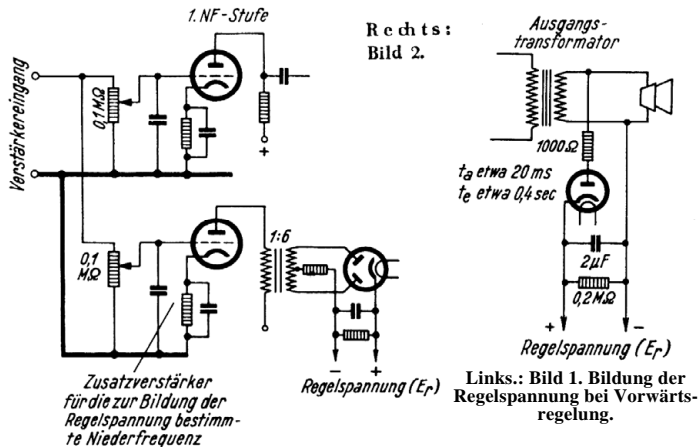 1. NF-Stufe
Verstärkereingang
0,1 MΩ
+
0,1
MΩ
1:6
- +
Regelspannung (Er)
Zusatzverstärker
für die zur Bildung der
Regelspannung bestimm-
te Niederfrequenz
Rechts:
Bild 2.
Ausgangs-
transformator
1000Ω
ta etwa 20 ms
te etwa 0,4 sec
2µF
0,2MΩ
+ -
Regelspannung (Er)
Links.: Bild 1. Bildung der
Regelspannung bei Vorwärts-
regelung.